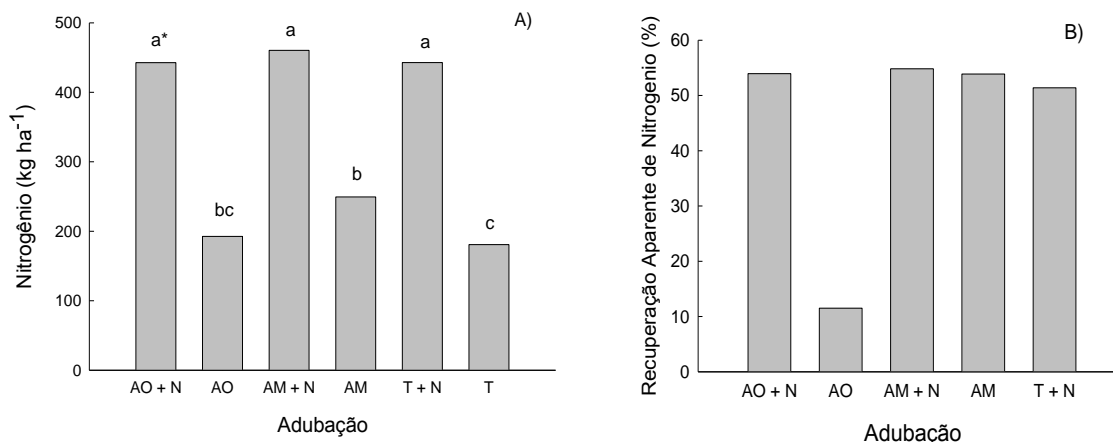 A)
500
400
300
200
100
0
Nitrogênio (kg ha-1)
a*
bc
a
b
a
c
AO + N AO AM + N AM T + N T
Adubação
B)
60
50
40
30
20
10
0
Recuperação Aparente de Nitrogenio (%)
AO + N AO AM + N AM T + N
Adubação